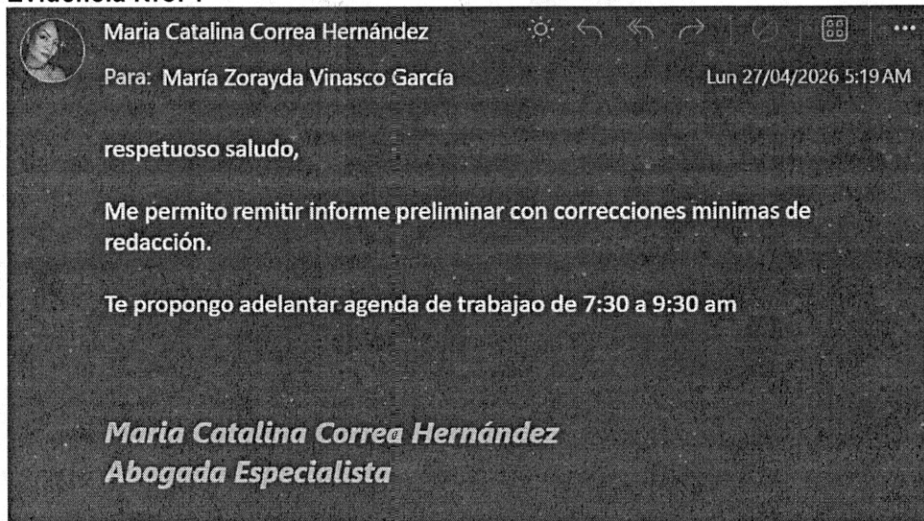 Maria Catalina Correa Hernández
Para: María Zorayda Vinasco García
Lun 27/04/2026 5:19 AM
respetuoso saludo,
Me permito remitir informe preliminar con correcciones minimas de
redacción.
Te propongo adelantar agenda de trabajao de 7:30 a 9:30 am
Maria Catalina Correa Hernández
Abogada Especialista